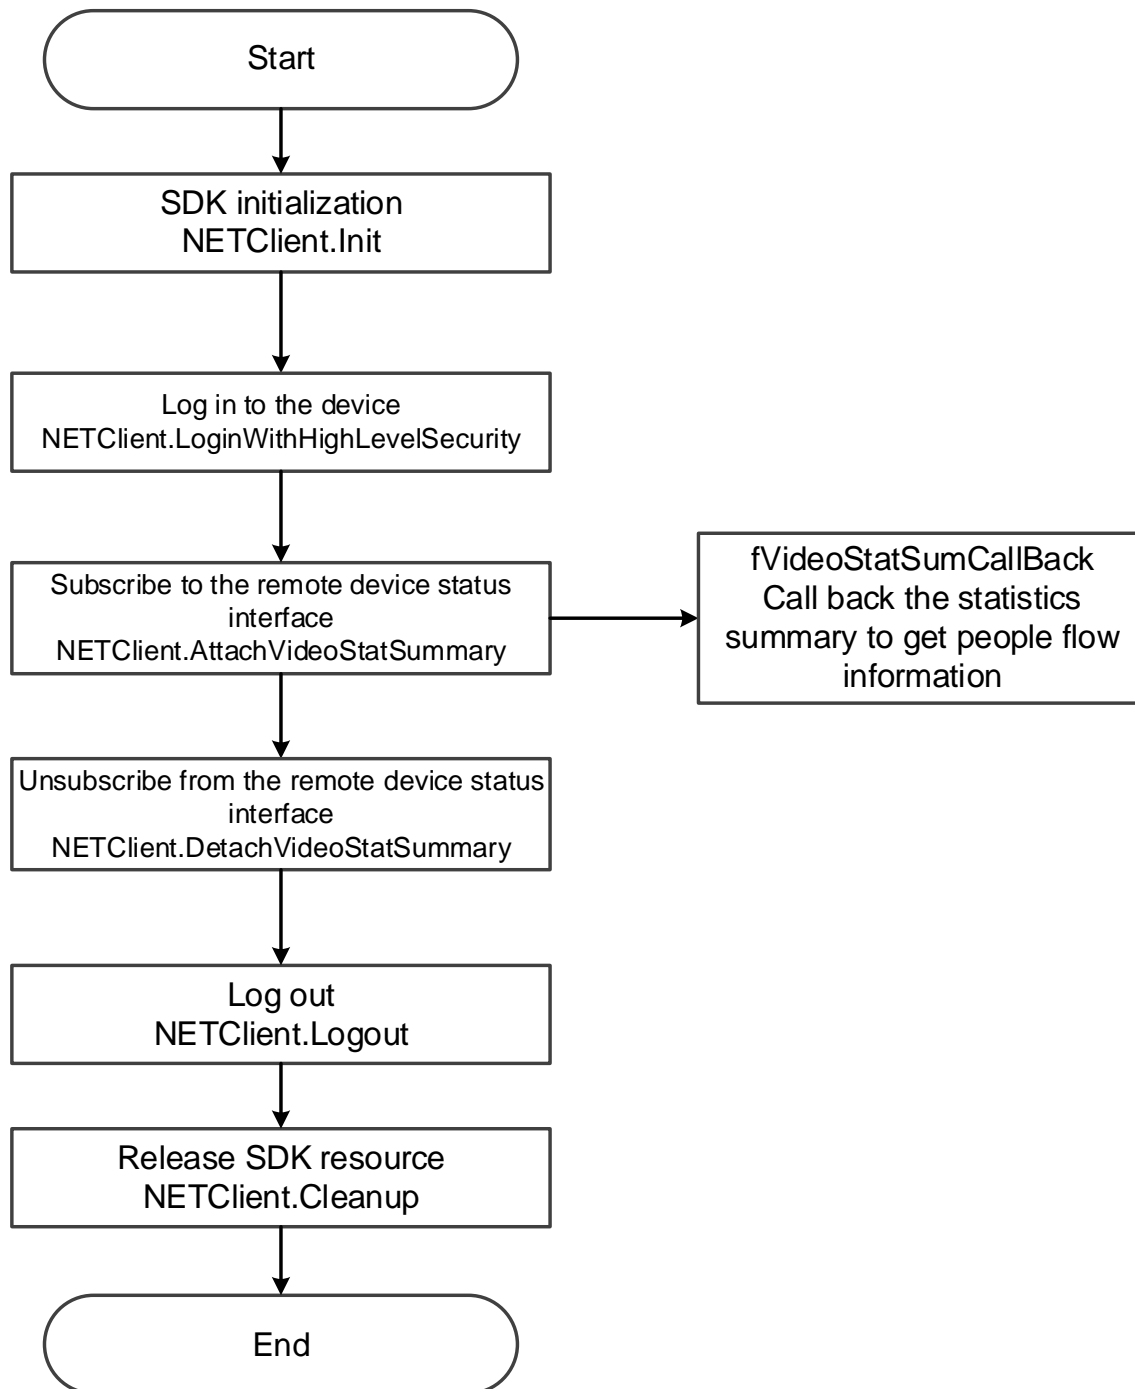 Start
SDK initialization
NETClient.Init
Log in to the device
NETClient.LoginWithHighLevelSecurity
Subscribe to the remote device status
interface
NETClient.AttachVideoStatSummary
fVideoStatSumCallBack
Call back the statistics
summary to get people flow
information
Unsubscribe from the remote device status
interface
NETClient.DetachVideoStatSummary
Log out
NETClient.Logout
Release SDK resource
NETClient.Cleanup
End